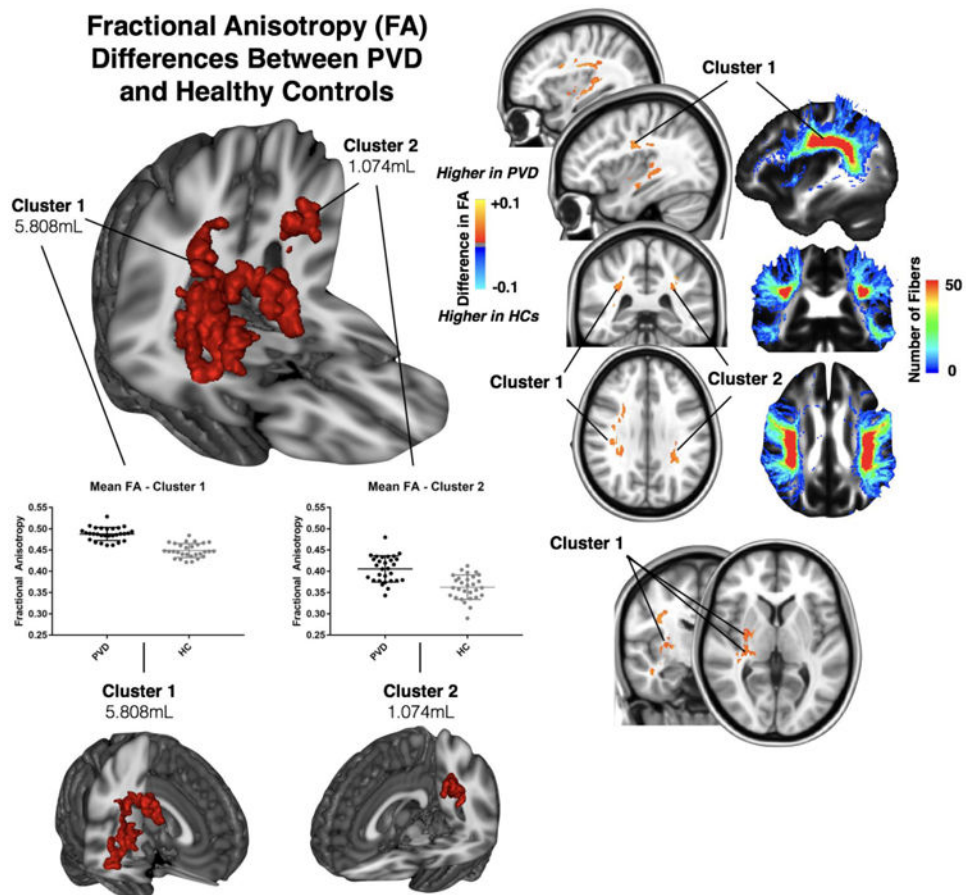 Fractional Anisotropy (FA)
Differences Between PVD
and Healthy Controls
Cluster 2
1.074mL
Cluster 1
5.808mL
Cluster 1
Higher in PVD
+0.1
Difference in FA
-0.1
Higher in HCs
50
Number of Fibers
0
Cluster 1
Cluster 2
Mean FA - Cluster 1
Fractional Anisotropy
0.55
0.50
0.45
0.40
0.35
0.30
0.25
PVD
HC
Mean FA - Cluster 2
Fractional Anisotropy
0.55
0.50
0.45
0.40
0.35
0.30
0.25
PVD
HC
Cluster 1
Cluster 1
5.808mL
Cluster 2
1.074mL